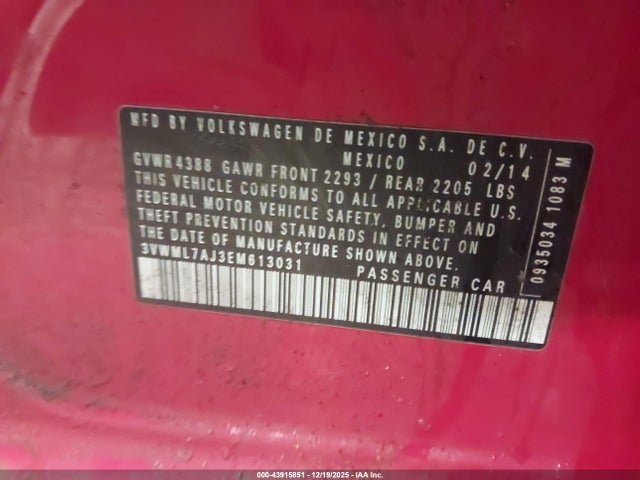 MFD BY VOLKSWAGEN DE MEXICO S.A. DE C.V.
MEXICO 02/14
GVWR 4388 GAWR FRONT 2293 / REAR 2205 LBS
THIS VEHICLE CONFORMS TO ALL APPLICABLE U.S.
FEDERAL MOTOR VEHICLE SAFETY, BUMPER AND
THEFT PREVENTION STANDARDS IN EFFECT ON
THE DATE OF MANUFACTURE SHOWN ABOVE.
3VWML7AJ3EM613031 PASSENGER CAR
0935034 1083 M
000-43915851 - 12/19/2025 - Copyright IAA, Inc.